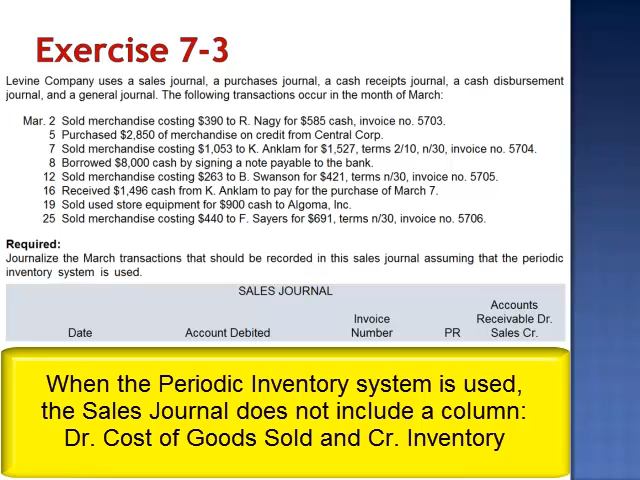 Exercise 7-3
Levine Company uses a sales journal, a purchases journal, a cash receipts journal, a cash disbursement
journal, and a general journal. The following transactions occur in the month of March:
Mar. 2 Sold merchandise costing $390 to R. Nagy for $585 cash, invoice no. 5703.
5 Purchased $2,850 of merchandise on credit from Central Corp.
7 Sold merchandise costing $1,053 to K. Anklam for $1,527, terms 2/10, n/30, invoice no. 5704.
8 Borrowed $8,000 cash by signing a note payable to the bank.
12 Sold merchandise costing $263 to B. Swanson for $421, terms n/30, invoice no. 5705.
16 Received $1,496 cash from K. Anklam to pay for the purchase of March 7.
19 Sold used store equipment for $900 cash to Algoma, Inc.
25 Sold merchandise costing $440 to F. Sayers for $691, terms n/30, invoice no. 5706.
Required:
Journalize the March transactions that should be recorded in this sales journal assuming that the periodic
inventory system is used.
SALES JOURNAL
Accounts
Invoice Receivable Dr.
Date Account Debited Number PR Sales Cr.
When the Periodic Inventory system is used,
the Sales Journal does not include a column:
Dr. Cost of Goods Sold and Cr. Inventory